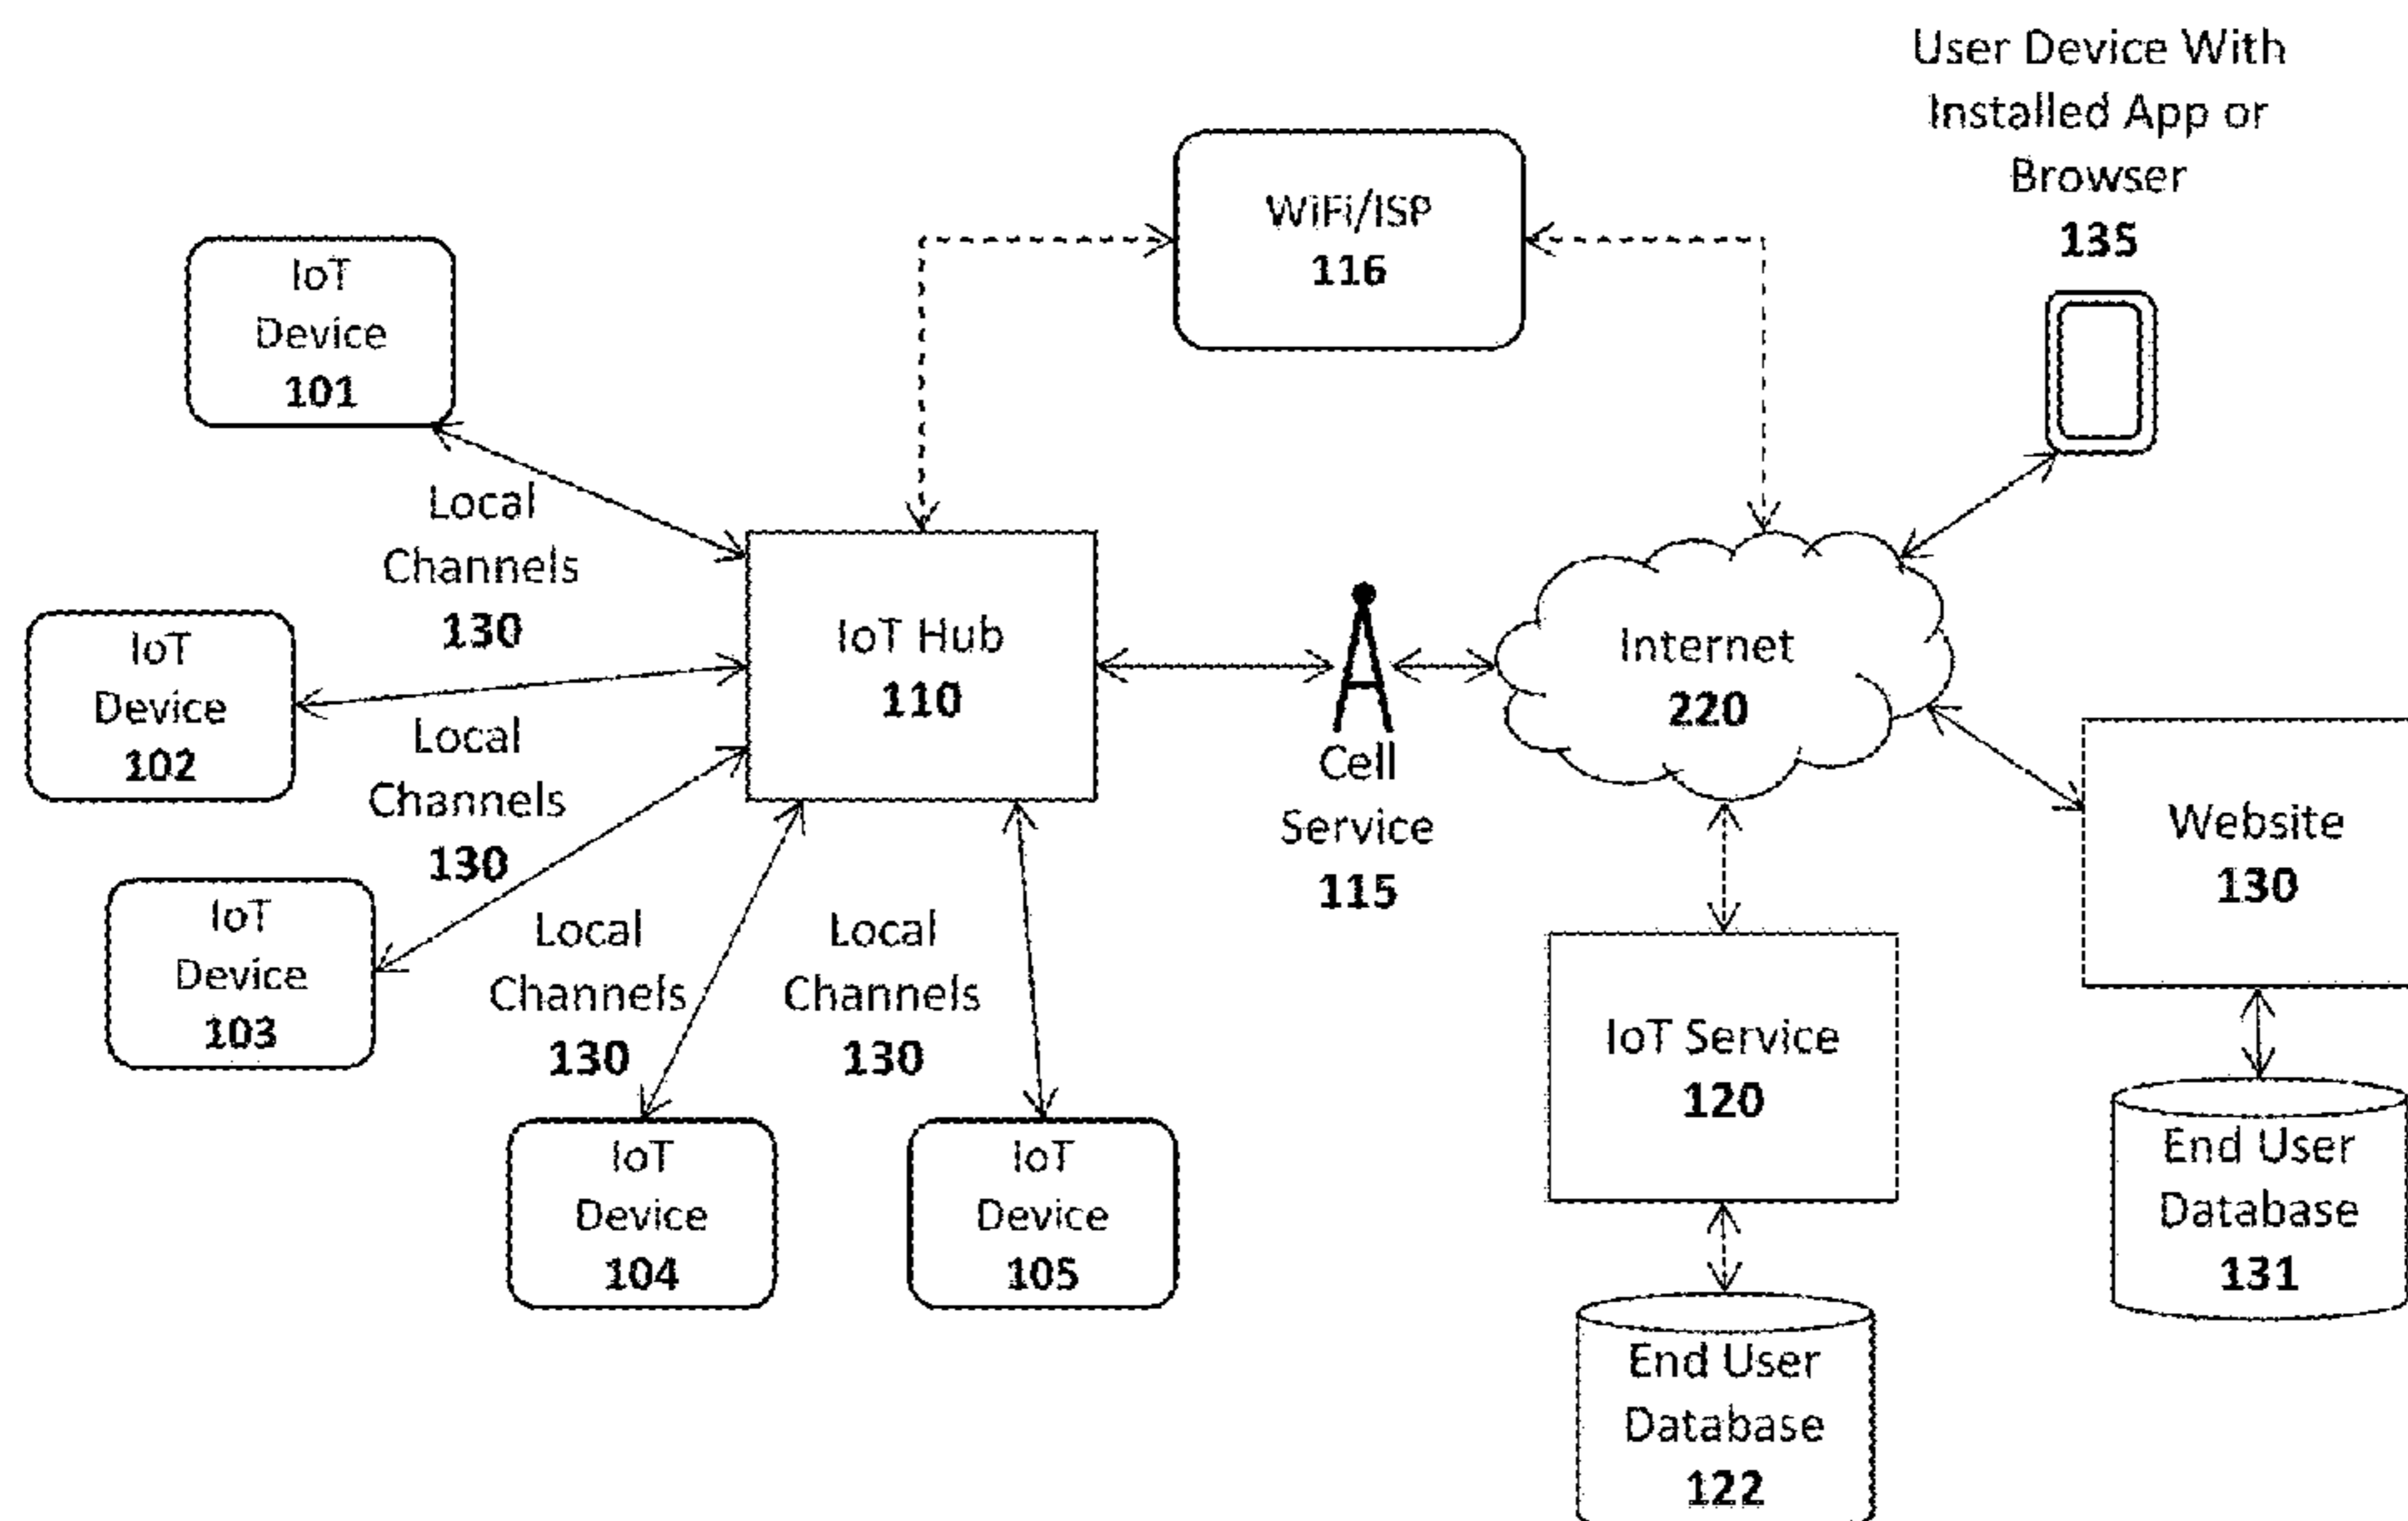 User Device With
Installed App or
Browser
135
WiFi/ISP
116
IoT
Device
101
Local
Channels
130
IoT Hub
110
Internet
220
IoT
Device
102
Local
Channels
130
Cell
Service
115
Website
130
IoT
Device
103
Local
Channels
130
Local
Channels
130
IoT Service
120
IoT
Device
104
IoT
Device
105
End User
Database
131
End User
Database
122